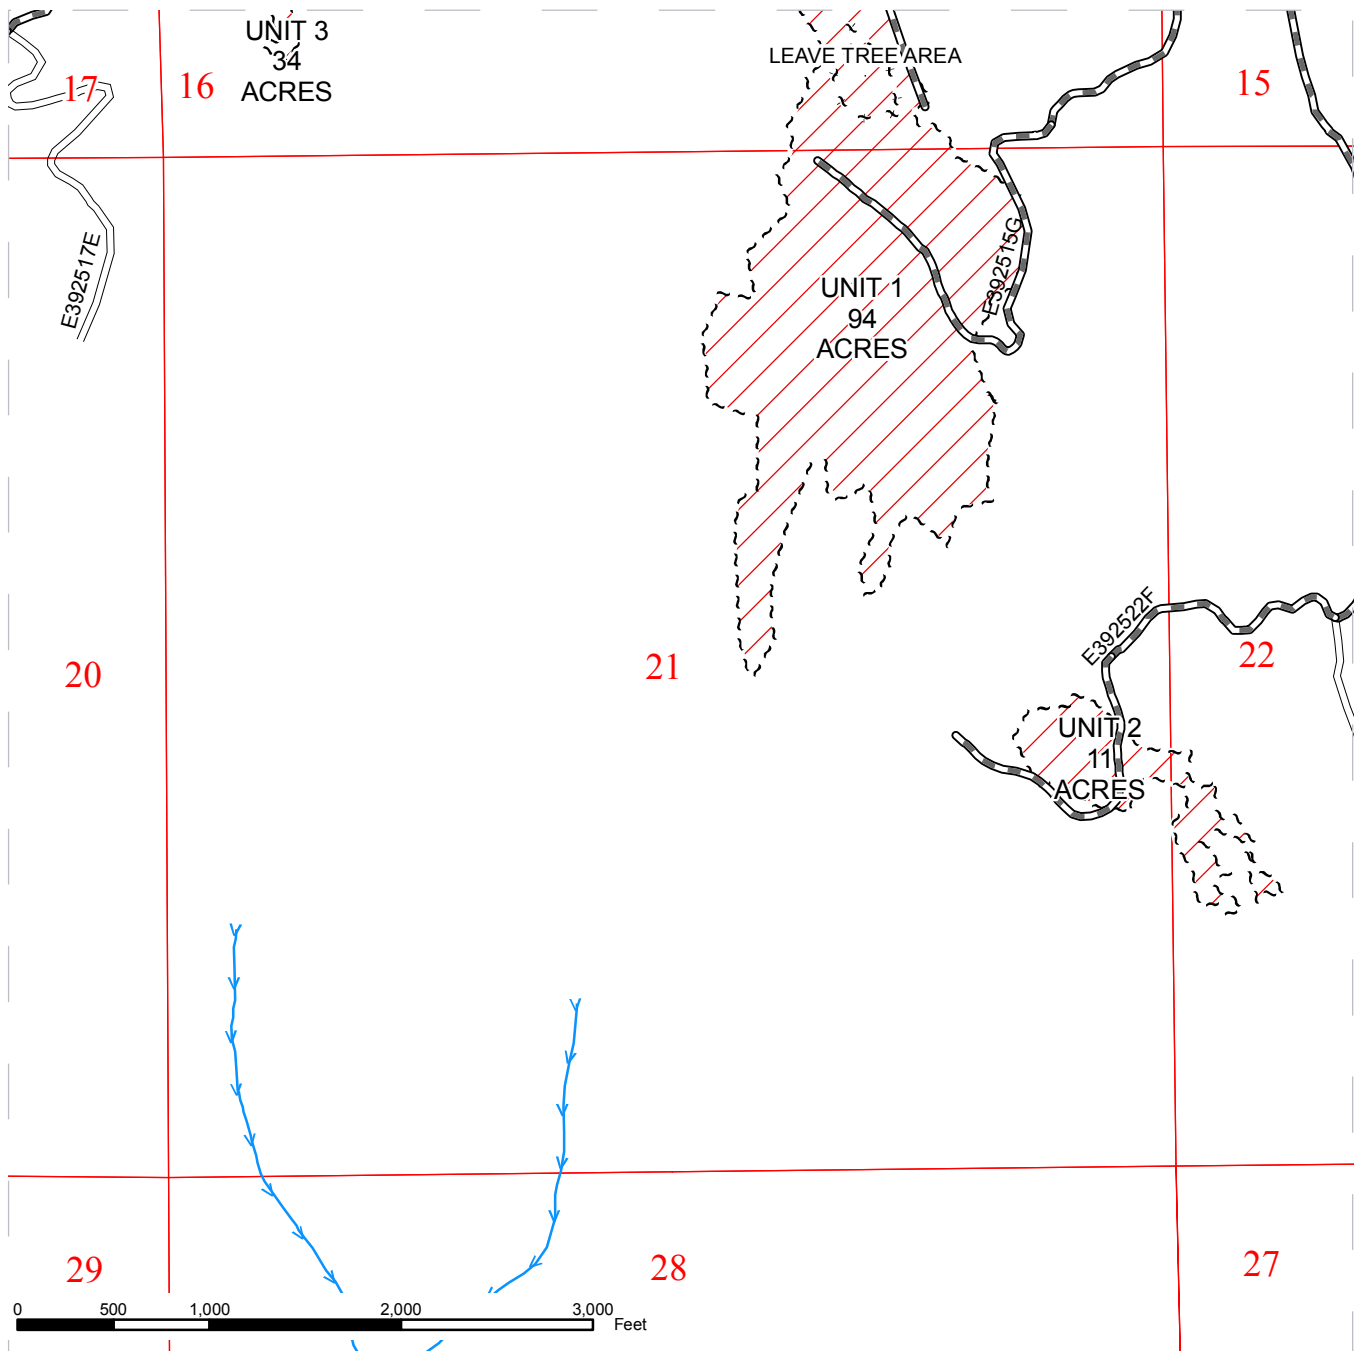 UNIT 3
34
ACRES
LEAVE TREE AREA
17
16
15
E392517E
E392515G
UNIT 1
94
ACRES
E392522F
20
21
22
UNIT 2
11
ACRES
29
28
27
0 500 1,000 2,000 3,000
Feet